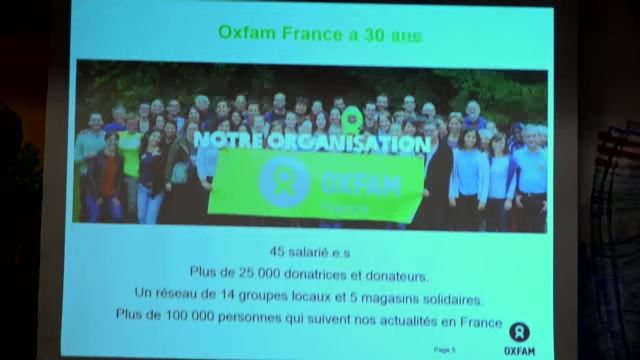 Oxfam France a 30 ans
NOTRE ORGANISATION
OXFAM
France
45 salarié.e.s
Plus de 25 000 donatrices et donateurs.
Un réseau de 14 groupes locaux et 5 magasins solidaires.
Plus de 100 000 personnes qui suivent nos actualités en France
Page 5
OXFAM